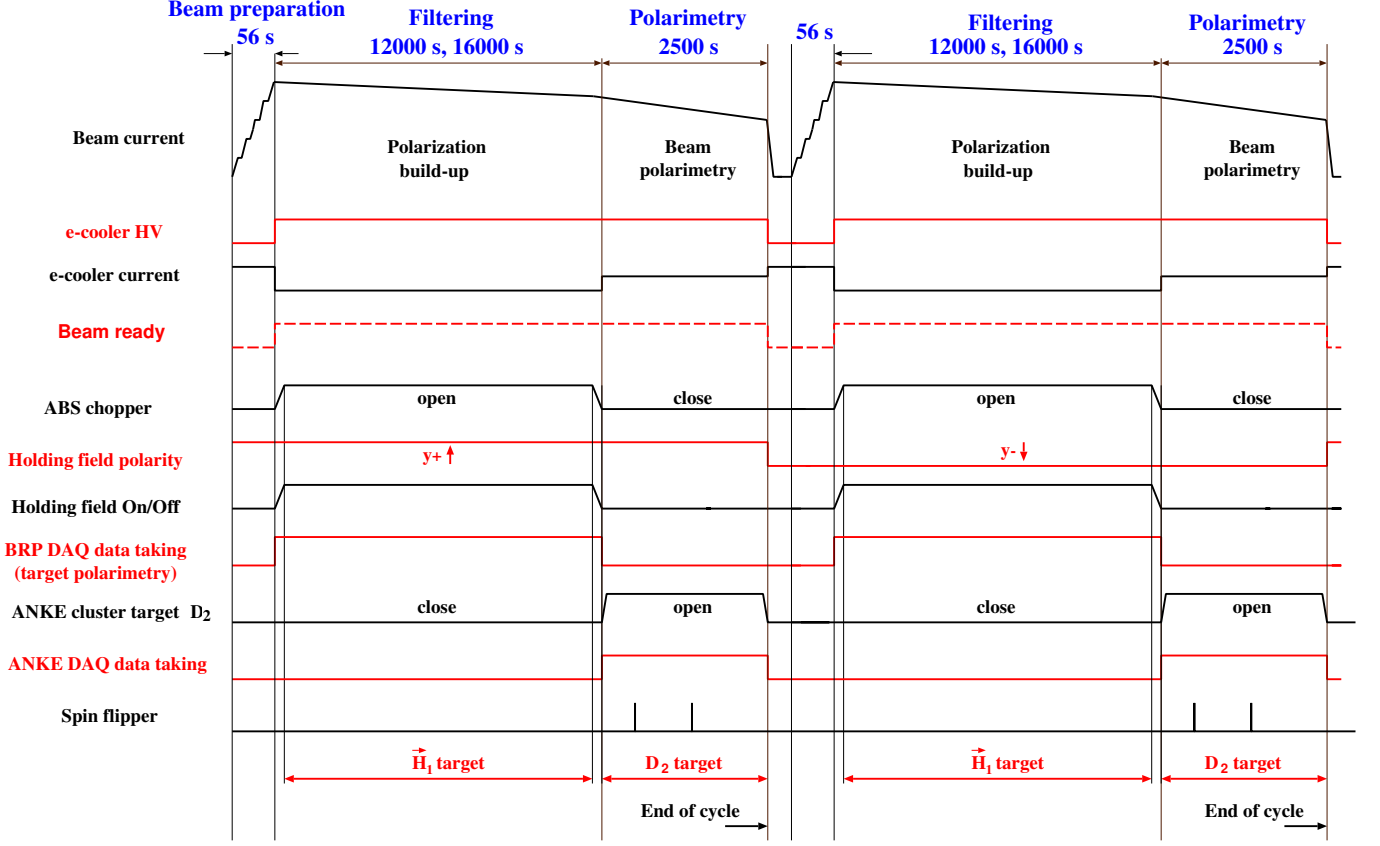 Beam preparation
56 s
Filtering
12000 s, 16000 s
Polarimetry
2500 s
56 s
Filtering
12000 s, 16000 s
Polarimetry
2500 s
Beam current
Polarization
build-up
Beam
polarimetry
Polarization
build-up
Beam
polarimetry
e-cooler HV
e-cooler current
Beam ready
ABS chopper
open
close
open
close
Holding field polarity
y+
y-
Holding field On/Off
BRP DAQ data taking
(target polarimetry)
ANKE cluster target D₂
close
open
close
open
ANKE DAQ data taking
Spin flipper
H⃗₁ target
D₂ target
H⃗₁ target
D₂ target
End of cycle
End of cycle